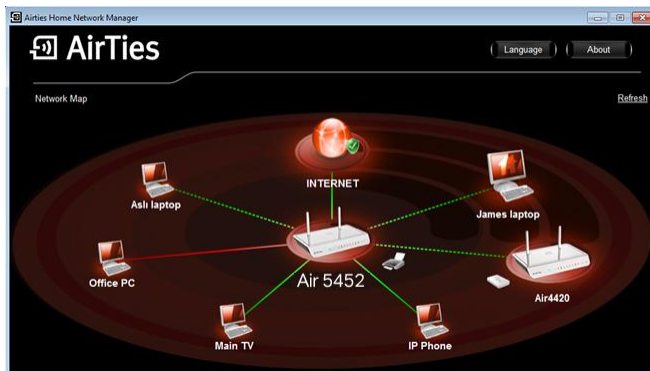 Airties Home Network Manager
AirTies
Language
About
Network Map
Refresh
INTERNET
Aslı laptop
James laptop
Office PC
Air 5452
Air4420
Main TV
IP Phone